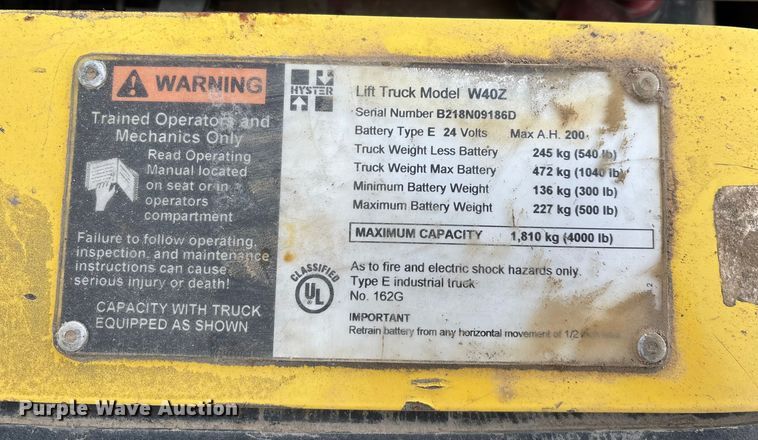 WARNING
Trained Operators and
Mechanics Only
Read Operating
Manual located
on seat or in
operators
compartment
Failure to follow operating,
inspection, and maintenance
instructions can cause
serious injury or death!
CAPACITY WITH TRUCK
EQUIPPED AS SHOWN
HYSTER
Lift Truck Model W40Z
Serial Number B218N09186D
Battery Type E 24 Volts Max A.H. 200
Truck Weight Less Battery 245 kg (540 lb)
Truck Weight Max Battery 472 kg (1040 lb)
Minimum Battery Weight 136 kg (300 lb)
Maximum Battery Weight 227 kg (500 lb)
MAXIMUM CAPACITY 1,810 kg (4000 lb)
CLASSIFIED
UL
As to fire and electric shock hazards only.
Type E industrial truck
No. 162G
IMPORTANT
Retrain battery from any horizontal movement of 1/2
Purple Wave Auction